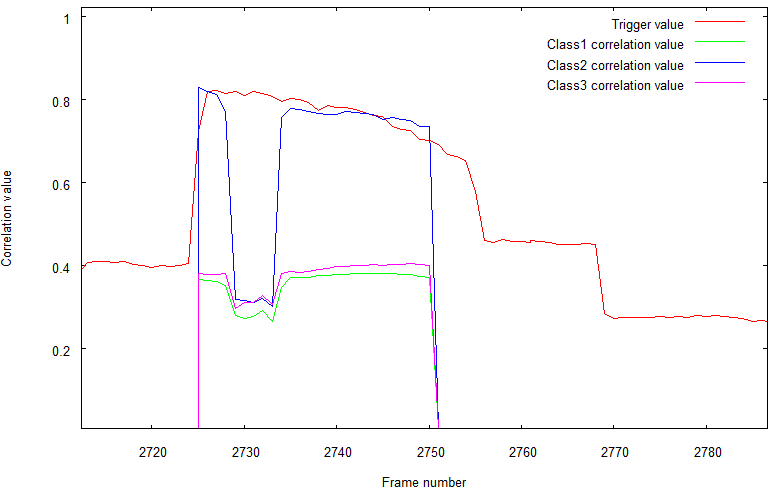 1
0.8
0.6
0.4
0.2
Correlation value
Trigger value
Class1 correlation value
Class2 correlation value
Class3 correlation value
2720 2730 2740 2750 2760 2770 2780
Frame number